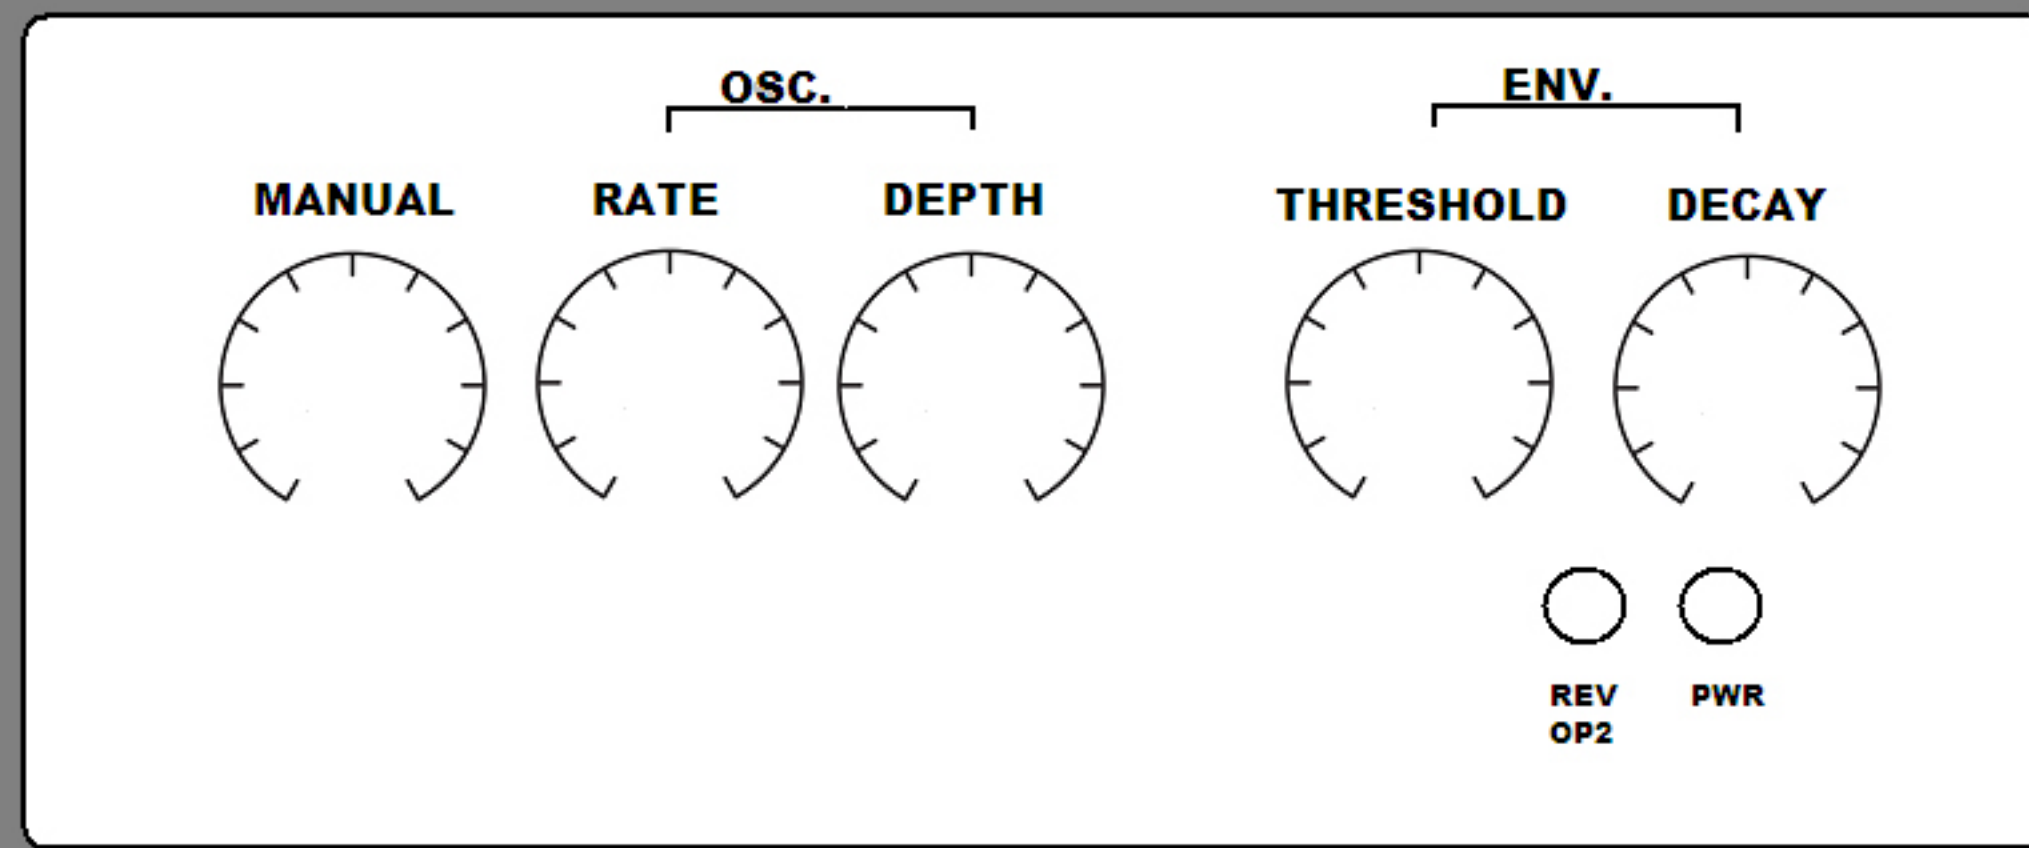 OSC.
ENV.
MANUAL
RATE
DEPTH
THRESHOLD
DECAY
REV
OP2
PWR